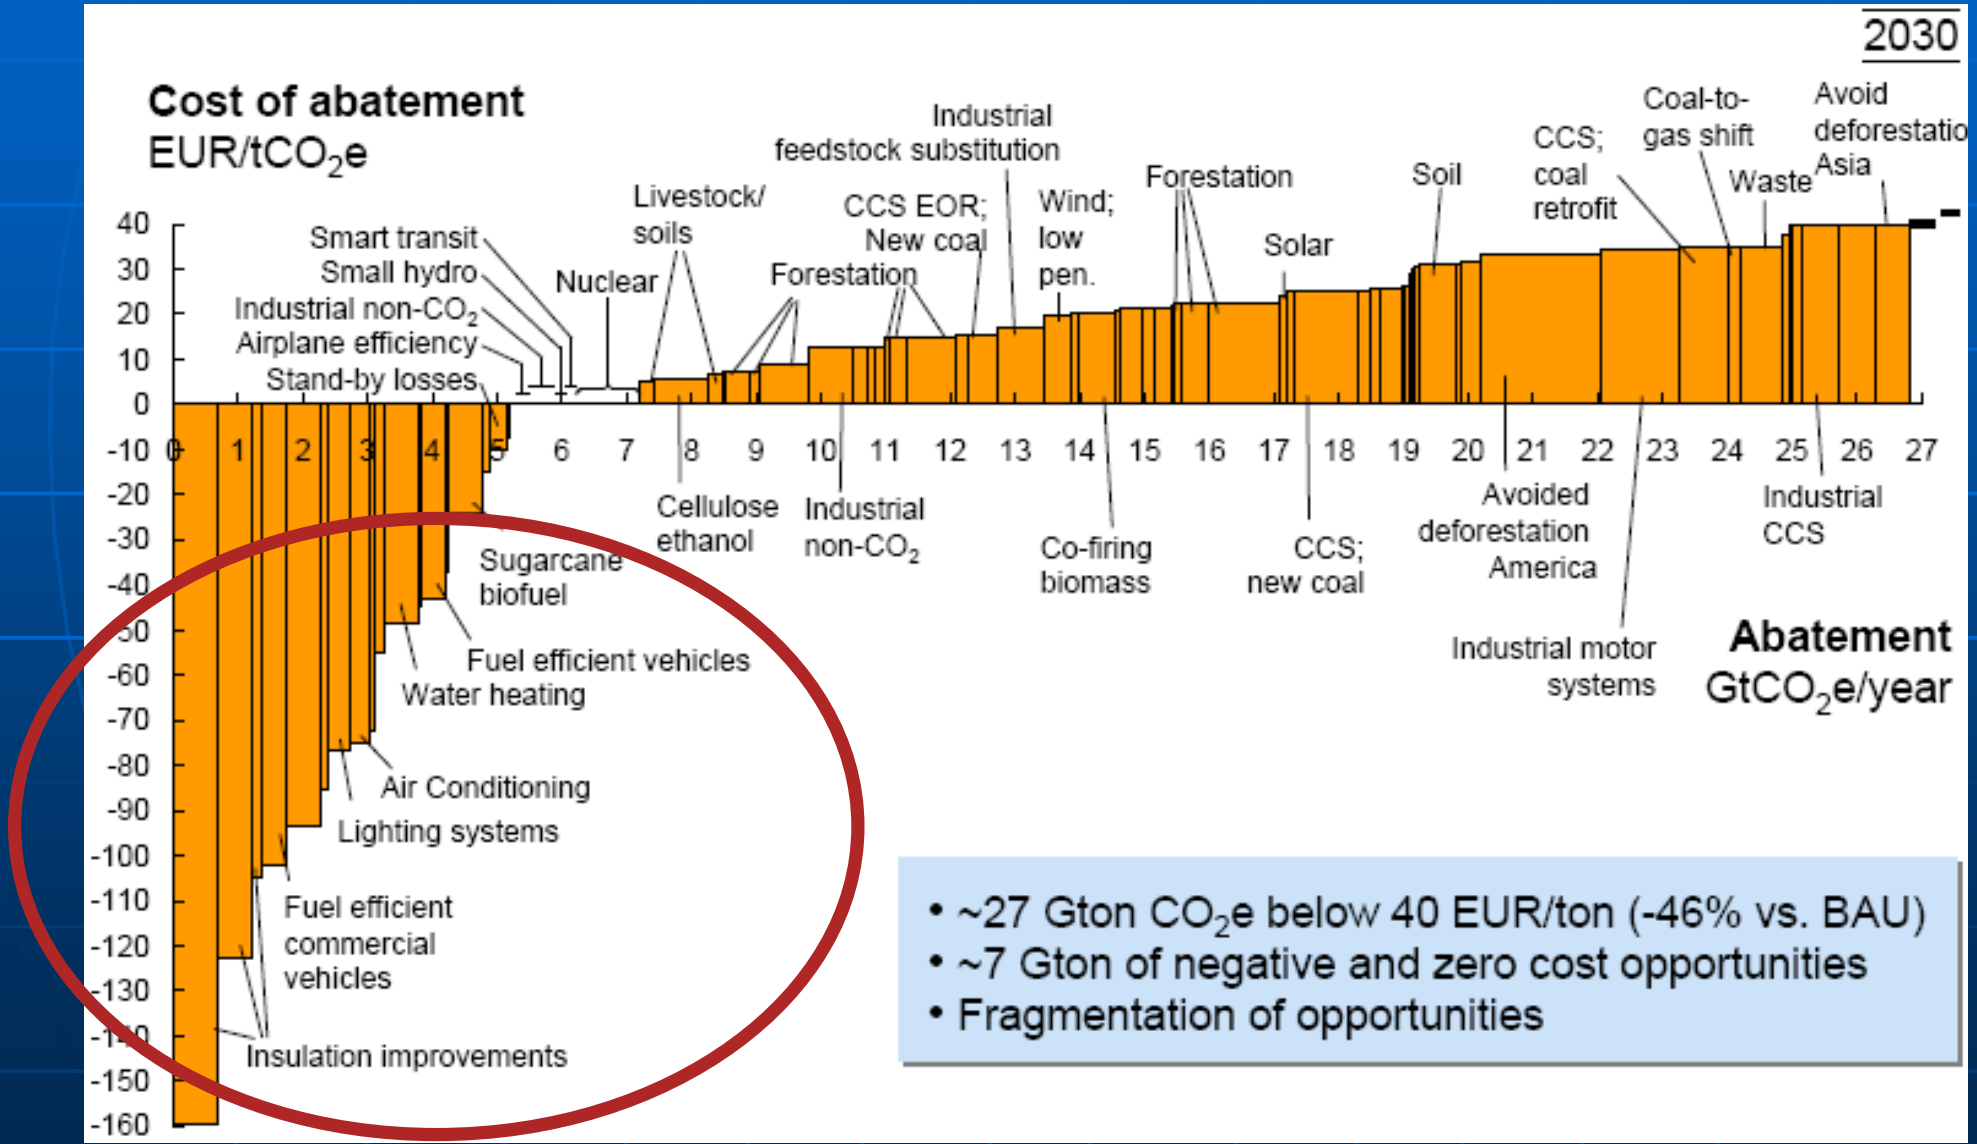 2030
Cost of abatement
EUR/tCO2e
Industrial
feedstock substitution
Coal-to-
gas shift
Avoid
deforestatio
Asia
CCS;
coal
retrofit
Livestock/
soils
CCS EOR;
New coal
Wind;
low
pen.
Forestation
Soil
Waste
Smart transit
Small hydro
Industrial non-CO2
Airplane efficiency
Stand-by losses
Nuclear
Forestation
Solar
40
30
20
10
0
-10
-20
-30
-40
-50
-60
-70
-80
-90
-100
-110
-120
-130
-140
-150
-160
0 1 2 3 4 5 6 7 8 9 10 11 12 13 14 15 16 17 18 19 20 21 22 23 24 25 26 27
Cellulose
ethanol
Industrial
non-CO2
Co-firing
biomass
CCS;
new coal
Avoided
deforestation
America
Industrial
CCS
Industrial motor
systems
Abatement
GtCO2e/year
Sugarcane
biofuel
Fuel efficient vehicles
Water heating
Air Conditioning
Lighting systems
Fuel efficient
commercial
vehicles
Insulation improvements
• ~27 Gton CO2e below 40 EUR/ton (-46% vs. BAU)
• ~7 Gton of negative and zero cost opportunities
• Fragmentation of opportunities